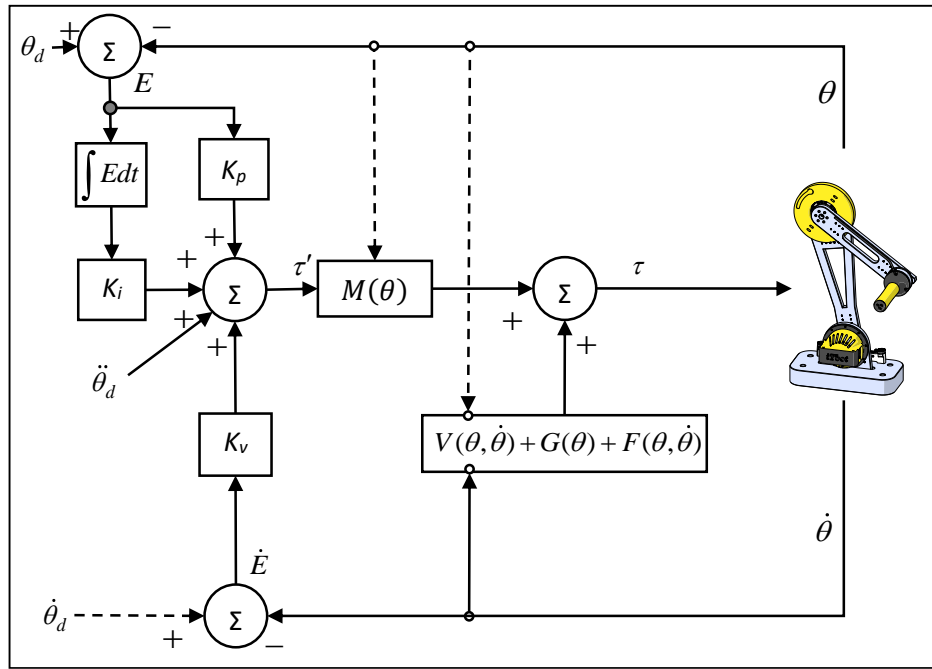 θ_d + − Σ
E
θ
∫ Edt K_p
+
+
K_i Σ τ′ M(θ) Σ τ
+ +
+ +
θ̈_d
K_v V(θ,θ̇)+G(θ)+F(θ,θ̇)
θ̇
Ė
θ̇_d Σ
+ −